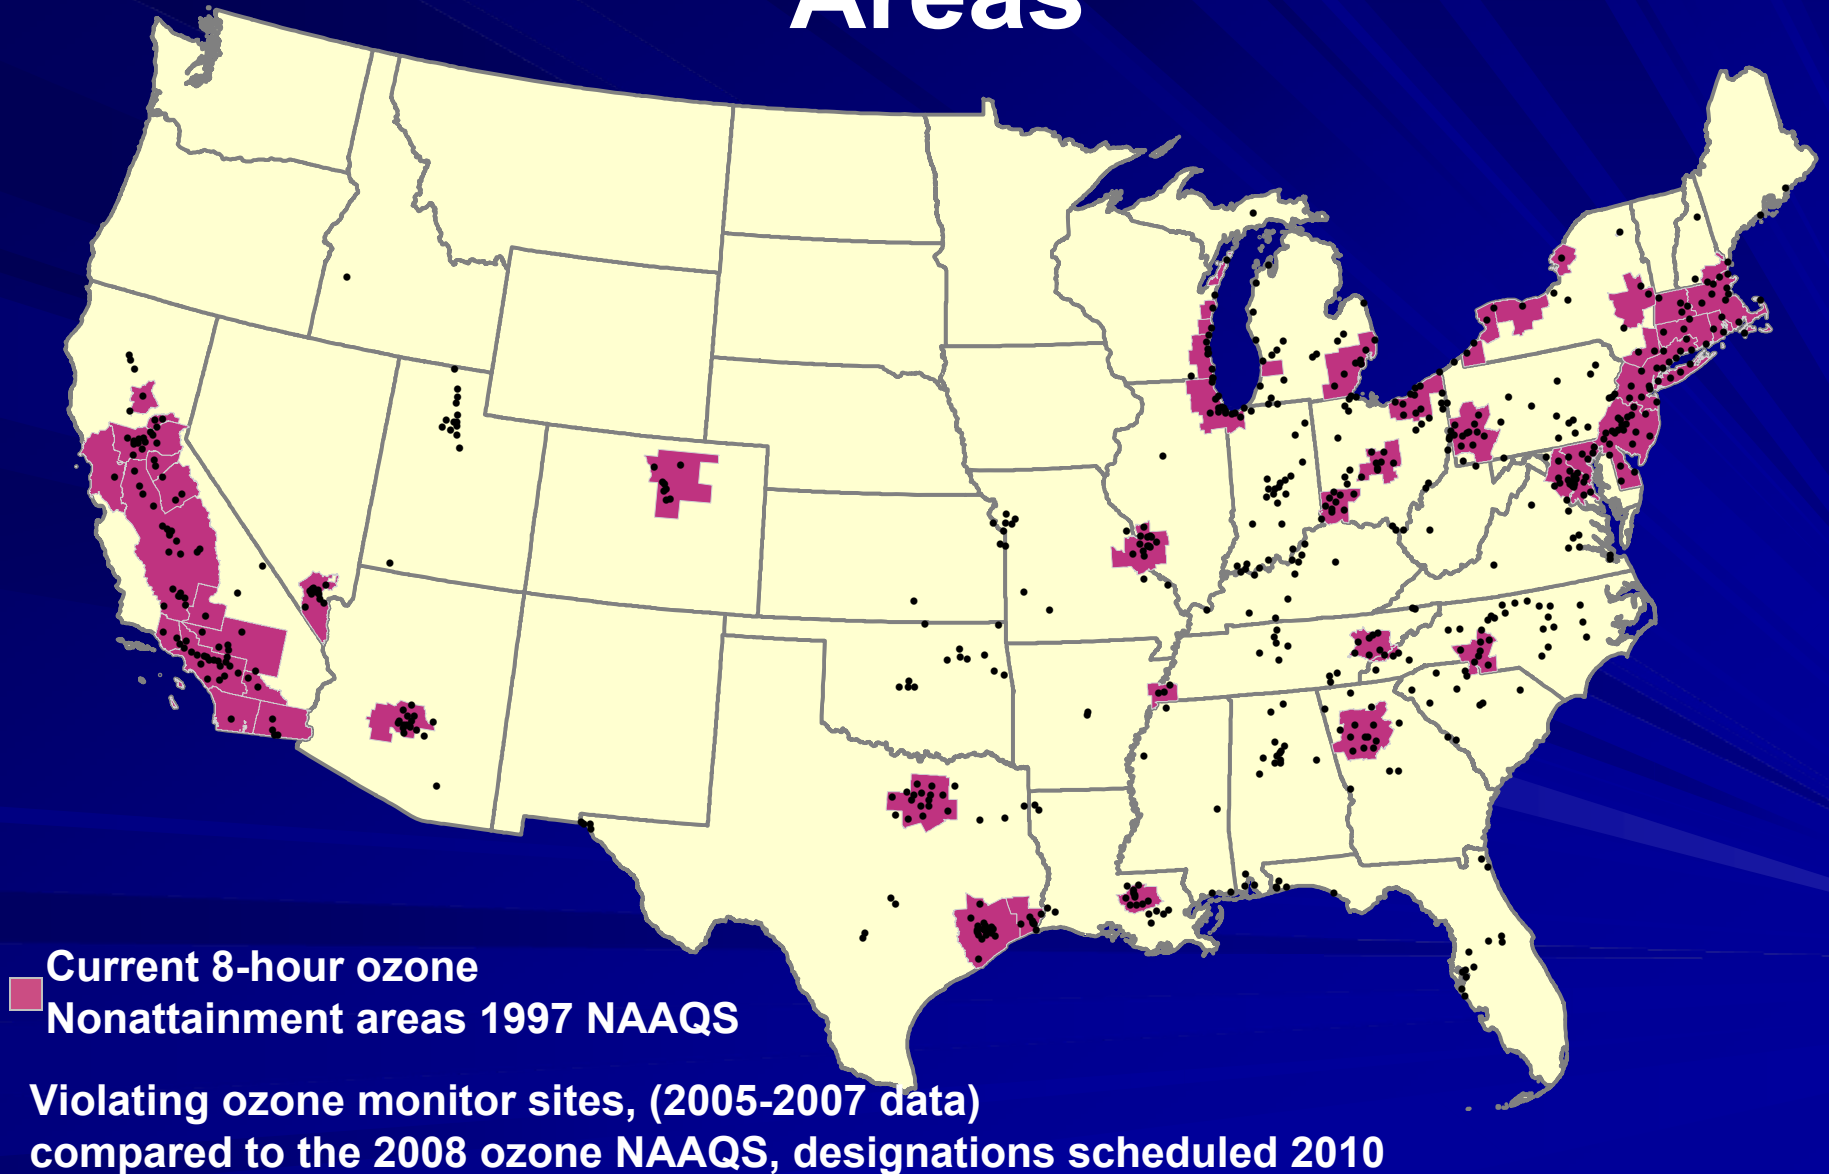 Areas
Current 8-hour ozone
Nonattainment areas 1997 NAAQS
Violating ozone monitor sites, (2005-2007 data)
compared to the 2008 ozone NAAQS, designations scheduled 2010